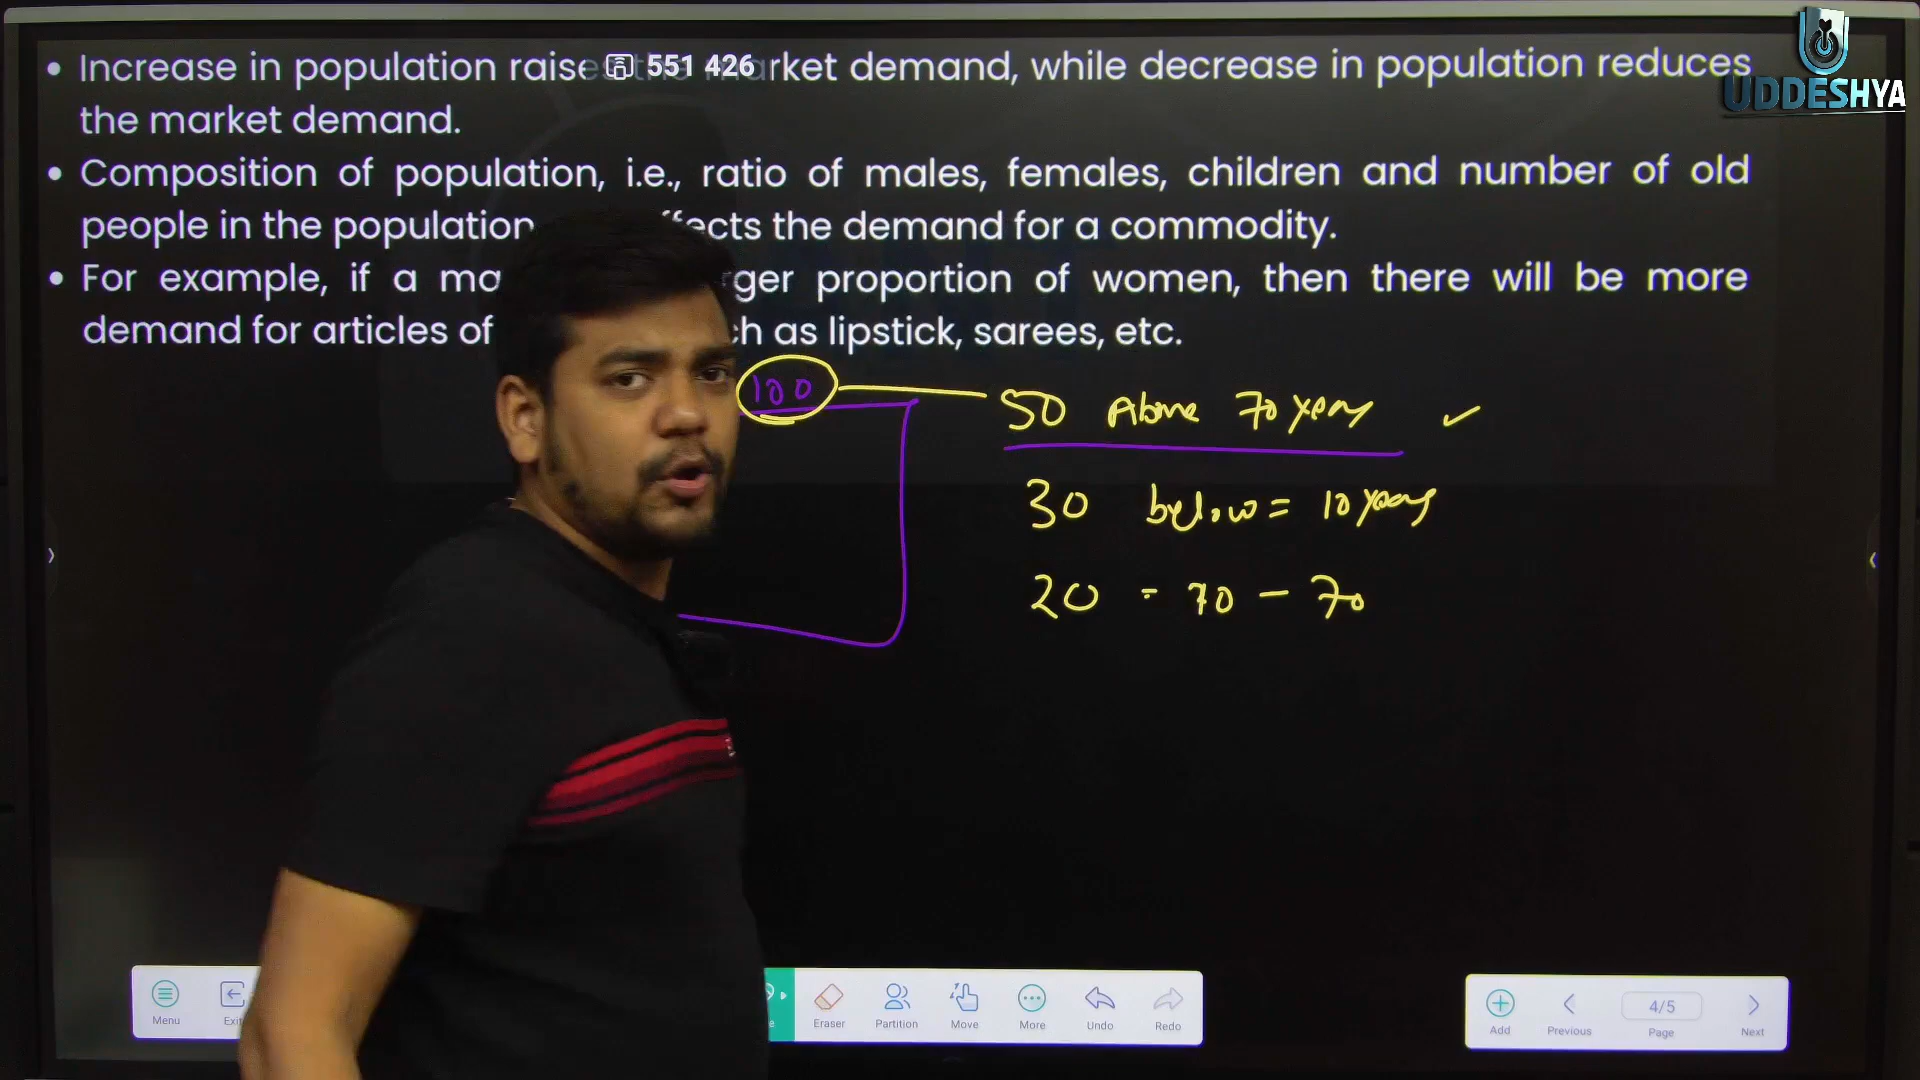 • Increase in population raise 551 426 rket demand, while decrease in population reduces
the market demand.
UDDESHYA
• Composition of population, i.e., ratio of males, females, children and number of old
people in the population ffects the demand for a commodity.
• For example, if a ma ger proportion of women, then there will be more
demand for articles of ch as lipstick, sarees, etc.
100
50 Above 70 years ✓
30 below = 10 years
20 = 70 - 70
Menu
Exit
Eraser
Partition
Move
More
Undo
Redo
Add
Previous
4/5
Page
Next